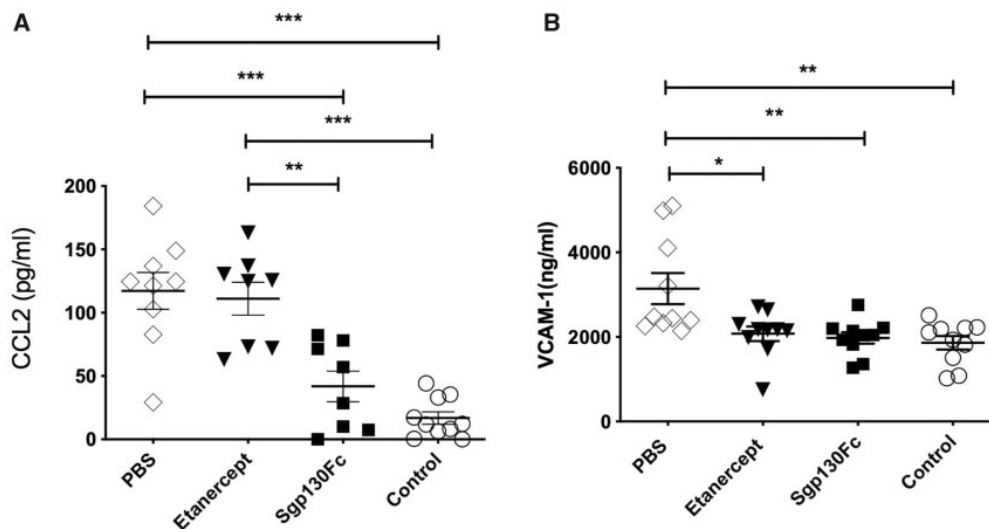 A
***
***
***
**
CCL2 (pg/ml)
200
150
100
50
0
PBS
Etanercept
Sgp130Fc
Control
B
**
**
*
VCAM-1(ng/ml)
6000
4000
2000
0
PBS
Etanercept
Sgp130Fc
Control